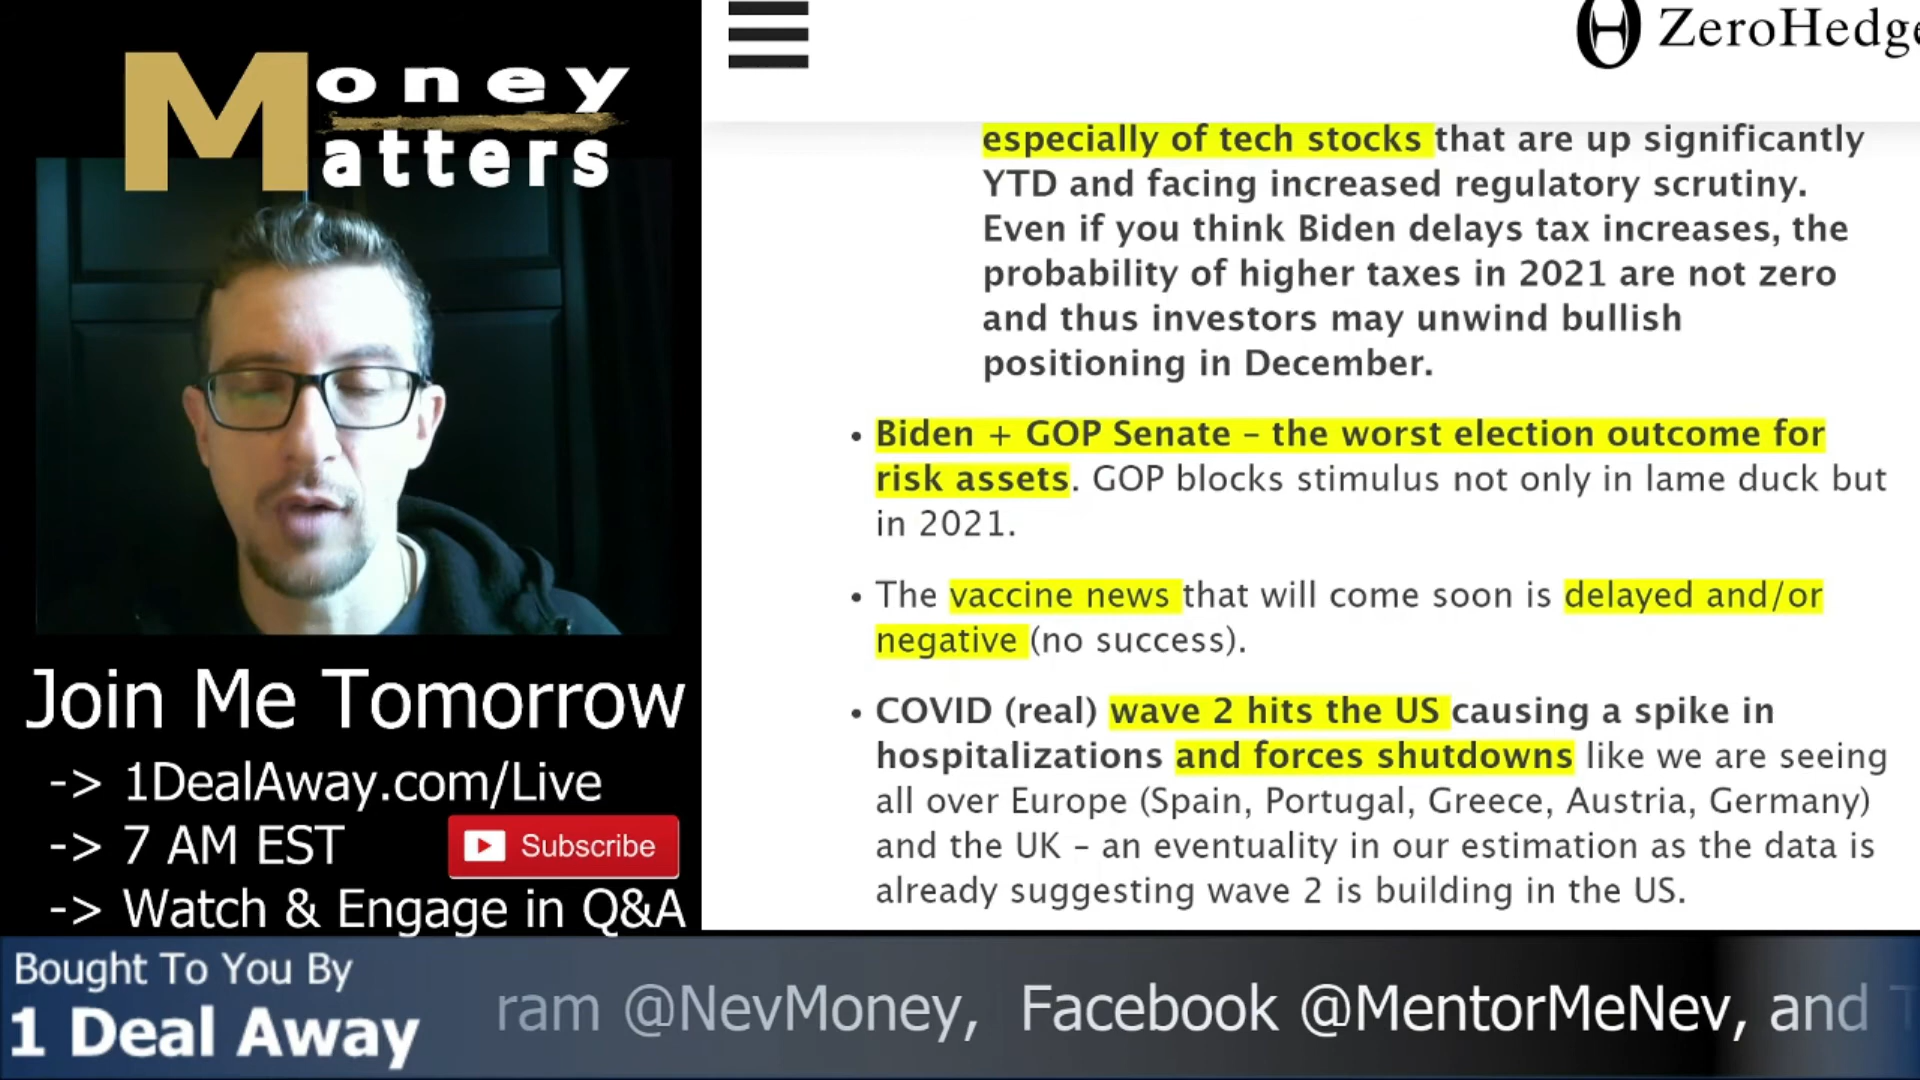 Money
Matters
Join Me Tomorrow
-> 1DealAway.com/Live
-> 7 AM EST
Subscribe
-> Watch & Engage in Q&A
ZeroHedge
especially of tech stocks that are up significantly
YTD and facing increased regulatory scrutiny.
Even if you think Biden delays tax increases, the
probability of higher taxes in 2021 are not zero
and thus investors may unwind bullish
positioning in December.
• Biden + GOP Senate – the worst election outcome for
risk assets. GOP blocks stimulus not only in lame duck but
in 2021.
• The vaccine news that will come soon is delayed and/or
negative (no success).
• COVID (real) wave 2 hits the US causing a spike in
hospitalizations and forces shutdowns like we are seeing
all over Europe (Spain, Portugal, Greece, Austria, Germany)
and the UK – an eventuality in our estimation as the data is
already suggesting wave 2 is building in the US.
Bought To You By
1 Deal Away
ram @NevMoney, Facebook @MentorMeNev, and T